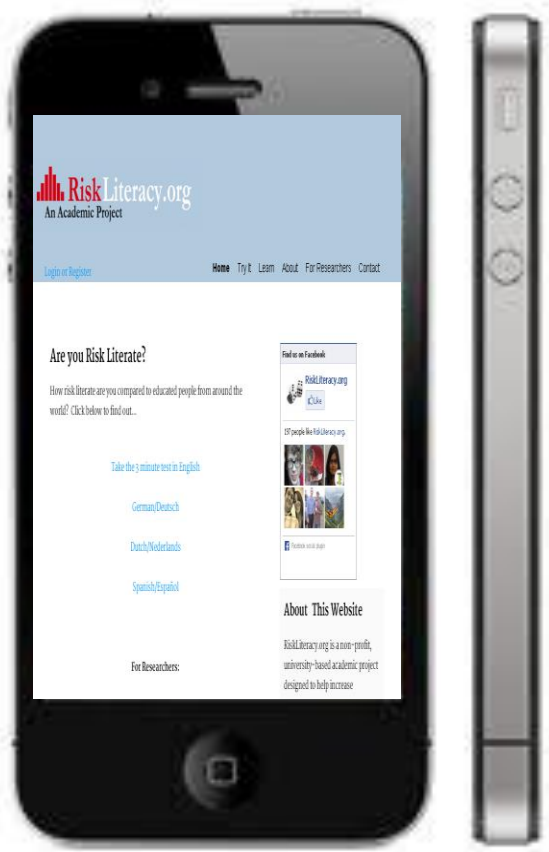 RiskLiteracy.org
An Academic Project
Login or Register
Home Try It Learn About For Researchers Contact
Are you Risk Literate?
How risk literate are you compared to educated people from around the
world? Click below to find out...
Take the 3 minute test in English
German/Deutsch
Dutch/Nederlands
Spanish/Español
For Researchers:
Find us on Facebook
RiskLiteracy.org
Like
197 people like RiskLiteracy.org.
Facebook social plugin
About This Website
RiskLiteracy.org is a non-profit,
university-based academic project
designed to help increase